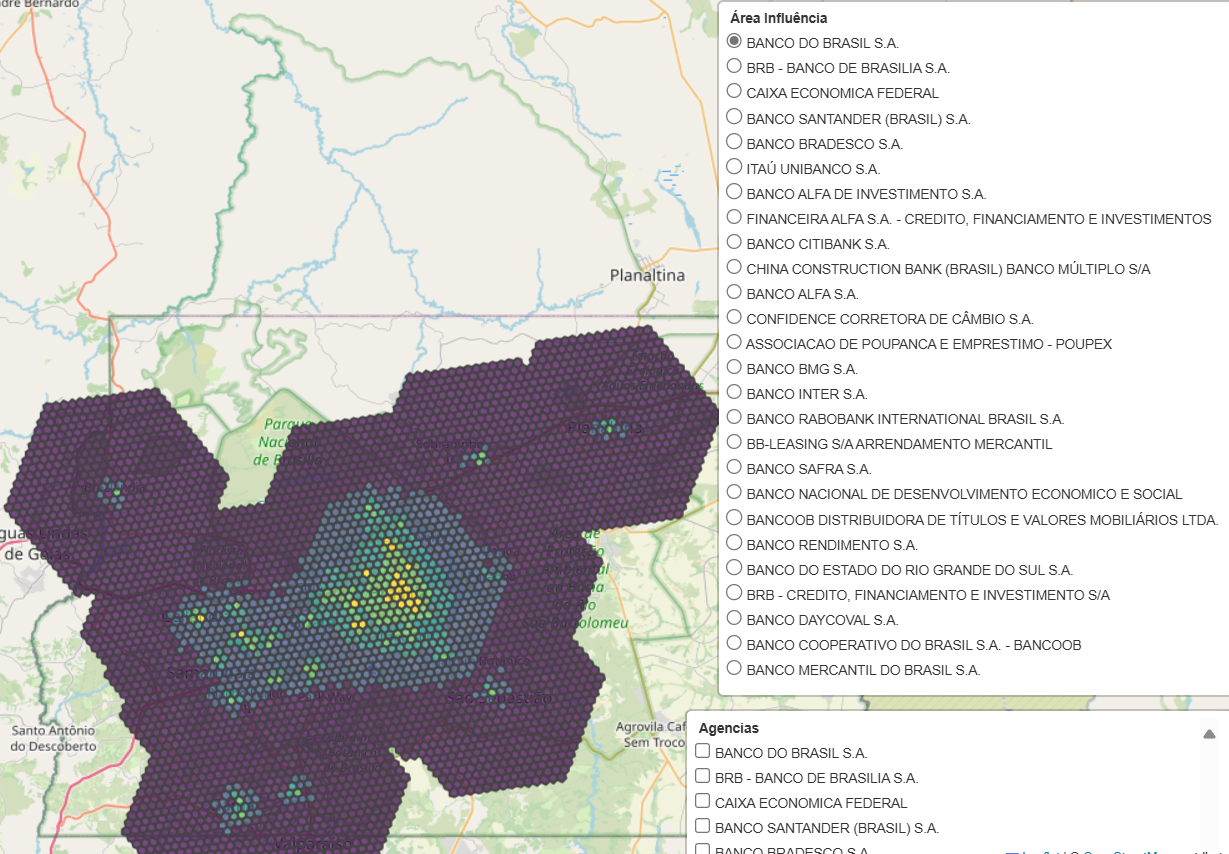 dre Bernardo
Planaltina
Parque
Nacional
de Brasília
guas Lindas
de Goiás
São Bartolomeu
São Sebastião
Santo Antônio
do Descoberto
Agrovila Caf
Sem Troco
Valparaíso
Área Influência
BANCO DO BRASIL S.A.
BRB - BANCO DE BRASILIA S.A.
CAIXA ECONOMICA FEDERAL
BANCO SANTANDER (BRASIL) S.A.
BANCO BRADESCO S.A.
ITAÚ UNIBANCO S.A.
BANCO ALFA DE INVESTIMENTO S.A.
FINANCEIRA ALFA S.A. - CREDITO, FINANCIAMENTO E INVESTIMENTOS
BANCO CITIBANK S.A.
CHINA CONSTRUCTION BANK (BRASIL) BANCO MÚLTIPLO S/A
BANCO ALFA S.A.
CONFIDENCE CORRETORA DE CÂMBIO S.A.
ASSOCIACAO DE POUPANCA E EMPRESTIMO - POUPEX
BANCO BMG S.A.
BANCO INTER S.A.
BANCO RABOBANK INTERNATIONAL BRASIL S.A.
BB-LEASING S/A ARRENDAMENTO MERCANTIL
BANCO SAFRA S.A.
BANCO NACIONAL DE DESENVOLVIMENTO ECONOMICO E SOCIAL
BANCOOB DISTRIBUIDORA DE TÍTULOS E VALORES MOBILIÁRIOS LTDA.
BANCO RENDIMENTO S.A.
BANCO DO ESTADO DO RIO GRANDE DO SUL S.A.
BRB - CREDITO, FINANCIAMENTO E INVESTIMENTO S/A
BANCO DAYCOVAL S.A.
BANCO COOPERATIVO DO BRASIL S.A. - BANCOOB
BANCO MERCANTIL DO BRASIL S.A.
Agencias
BANCO DO BRASIL S.A.
BRB - BANCO DE BRASILIA S.A.
CAIXA ECONOMICA FEDERAL
BANCO SANTANDER (BRASIL) S.A.
BANCO BRADESCO S.A.